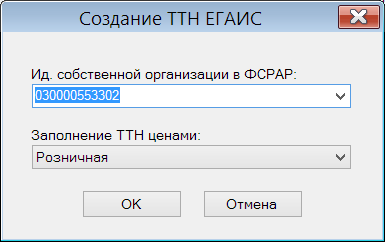 Создание ТТН ЕГАИС
Ид. собственной организации в ФСРАР:
030000553302
Заполнение ТТН ценами:
Розничная
OK
Отмена